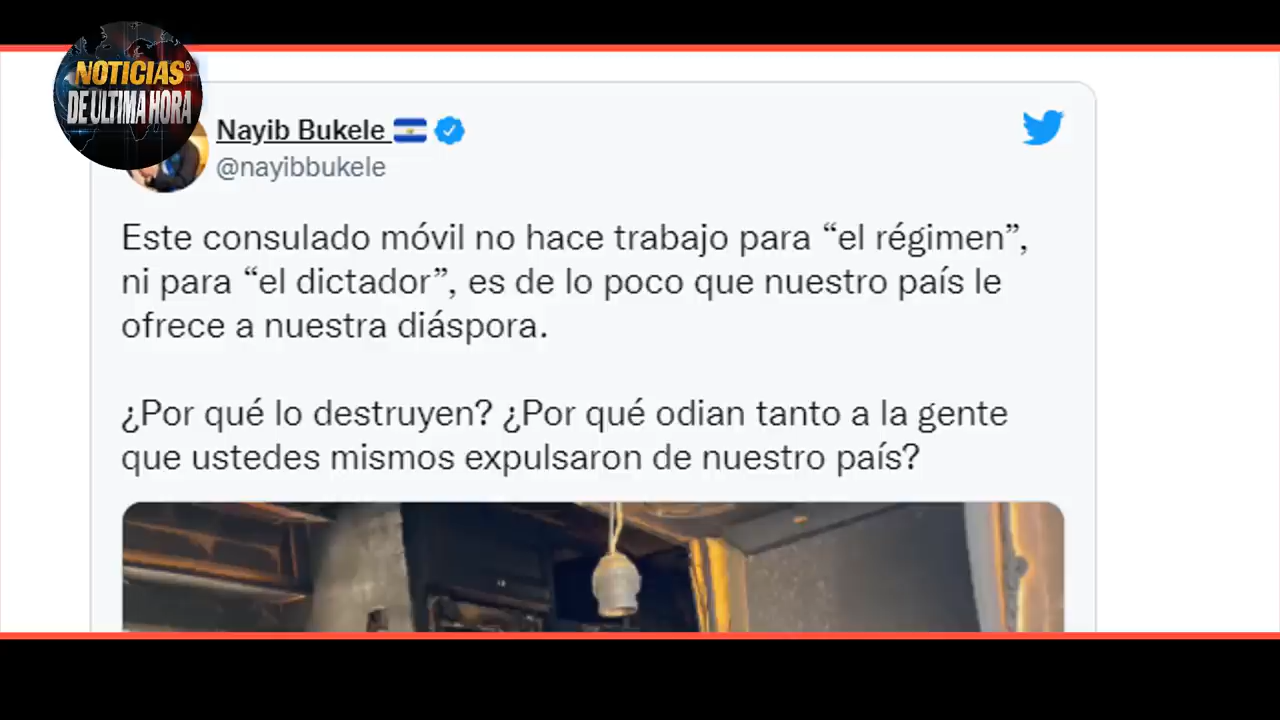 NOTICIAS®
DE ULTIMA HORA
Nayib Bukele
@nayibbukele
Este consulado móvil no hace trabajo para “el régimen”,
ni para “el dictador”, es de lo poco que nuestro país le
ofrece a nuestra diáspora.
¿Por qué lo destruyen? ¿Por qué odian tanto a la gente
que ustedes mismos expulsaron de nuestro país?